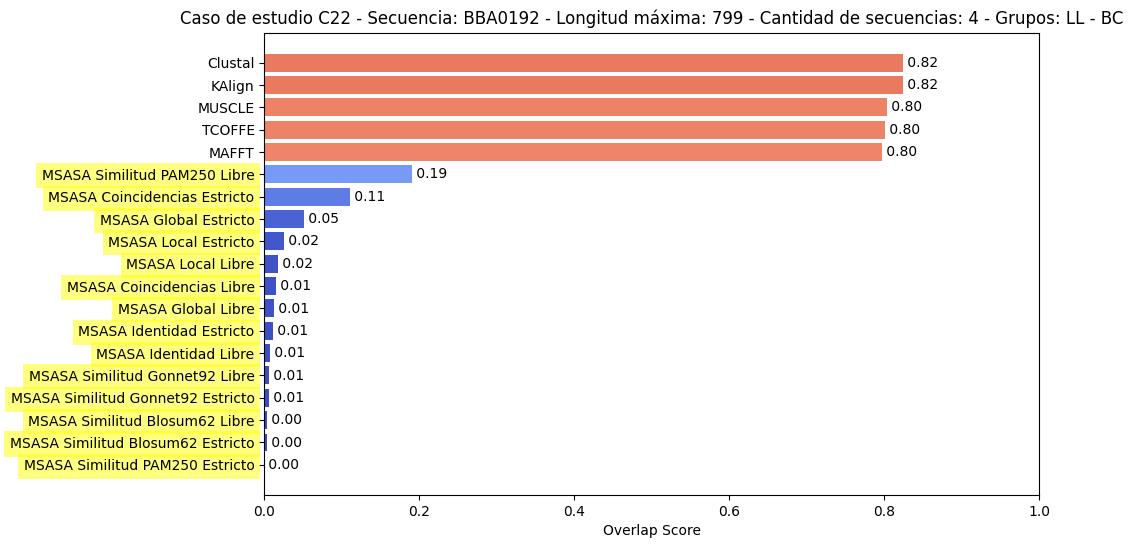 Caso de estudio C22 - Secuencia: BBA0192 - Longitud máxima: 799 - Cantidad de secuencias: 4 - Grupos: LL - BC
Clustal 0.82
KAlign 0.82
MUSCLE 0.80
TCOFFE 0.80
MAFFT 0.80
MSASA Similitud PAM250 Libre 0.19
MSASA Coincidencias Estricto 0.11
MSASA Global Estricto 0.05
MSASA Local Estricto 0.02
MSASA Local Libre 0.02
MSASA Coincidencias Libre 0.01
MSASA Global Libre 0.01
MSASA Identidad Estricto 0.01
MSASA Identidad Libre 0.01
MSASA Similitud Gonnet92 Libre 0.01
MSASA Similitud Gonnet92 Estricto 0.01
MSASA Similitud Blosum62 Libre 0.00
MSASA Similitud Blosum62 Estricto 0.00
MSASA Similitud PAM250 Estricto 0.00
0.0 0.2 0.4 0.6 0.8 1.0
Overlap Score